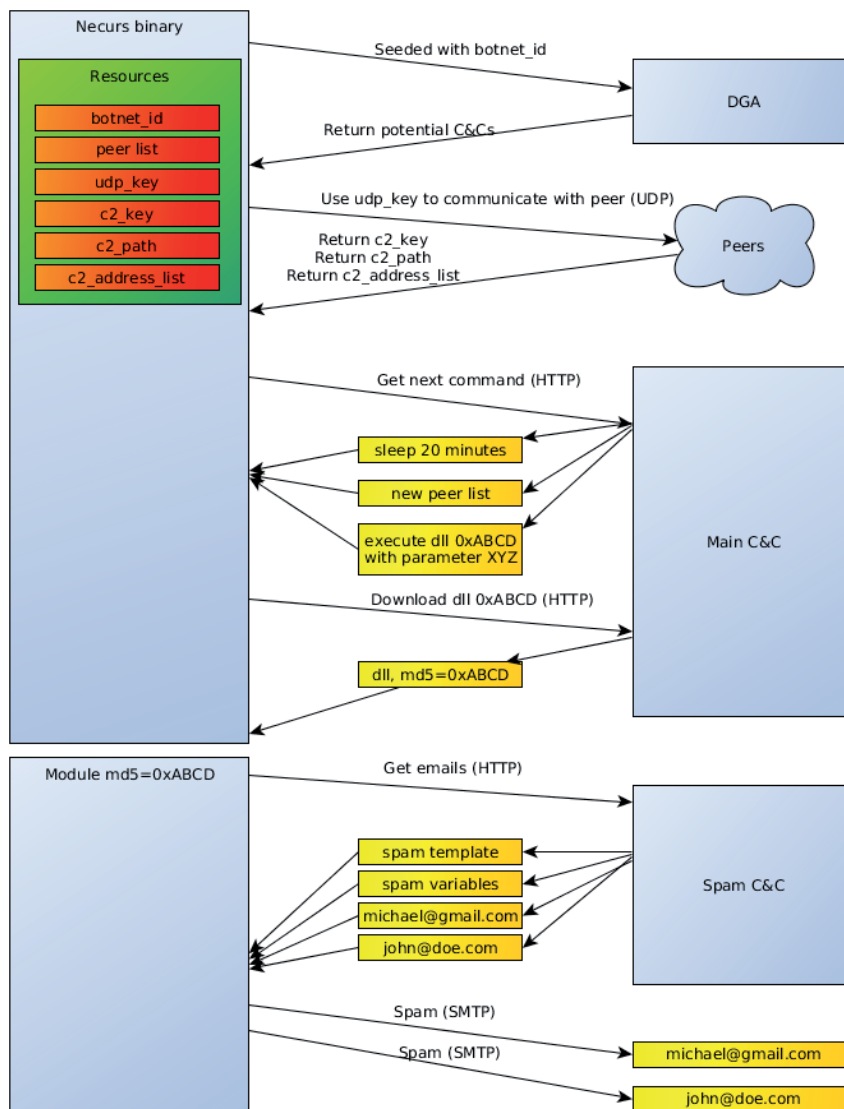 Necurs binary
Resources
botnet_id
peer list
udp_key
c2_key
c2_path
c2_address_list
Seeded with botnet_id
DGA
Return potential C&Cs
Use udp_key to communicate with peer (UDP)
Peers
Return c2_key
Return c2_path
Return c2_address_list
Get next command (HTTP)
Main C&C
sleep 20 minutes
new peer list
execute dll 0xABCD
with parameter XYZ
Download dll 0xABCD (HTTP)
dll, md5=0xABCD
Module md5=0xABCD
Get emails (HTTP)
Spam C&C
spam template
spam variables
michael@gmail.com
john@doe.com
Spam (SMTP)
Spam (SMTP)
michael@gmail.com
john@doe.com